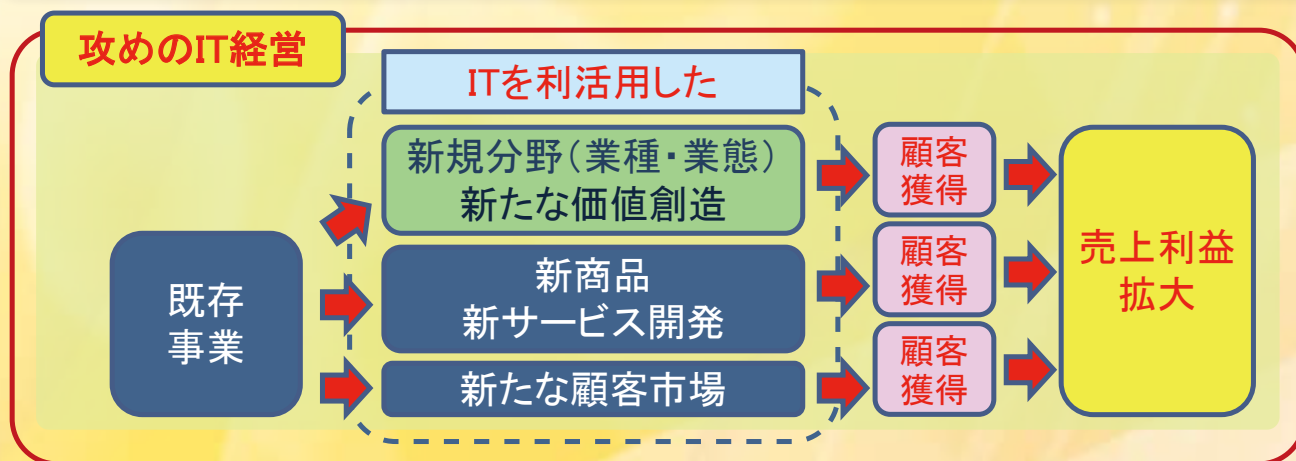 攻めのIT経営
ITを利活用した
新規分野（業種・業態）
新たな価値創造
既存
事業
新商品
新サービス開発
新たな顧客市場
顧客
獲得
顧客
獲得
顧客
獲得
売上利益
拡大